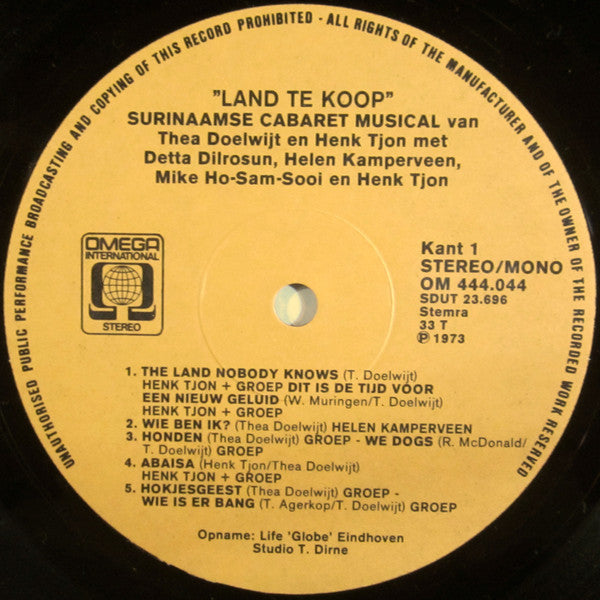 UNAUTHORISED PUBLIC PERFORMANCE BROADCASTING AND COPYING OF THIS RECORD PROHIBITED - ALL RIGHTS OF THE MANUFACTURER AND OF THE OWNER OF THE RECORDED WORK RESERVED
"LAND TE KOOP"
SURINAAMSE CABARET MUSICAL van
Thea Doelwijt en Henk Tjon met
Detta Dilrosun, Helen Kamperveen,
Mike Ho-Sam-Sooi en Henk Tjon
OMEGA
INTERNATIONAL
Ω
STEREO
Kant 1
STEREO/MONO
OM 444.044
SDUT 23.696
Stemra
33 T
℗ 1973
1. THE LAND NOBODY KNOWS (T. Doelwijt)
HENK TJON + GROEP DIT IS DE TIJD VÓÓR
EEN NIEUW GELUID (W. Muringen/T. Doelwijt)
HENK TJON + GROEP
2. WIE BEN IK? (Thea Doelwijt) HELEN KAMPERVEEN
3. HONDEN (Thea Doelwijt) GROEP - WE DOGS (R. McDonald/
T. Doelwijt) GROEP
4. ABAISA (Henk Tjon/Thea Doelwijt)
HENK TJON + GROEP
5. HOKJESGEEST (Thea Doelwijt) GROEP -
WIE IS ER BANG (T. Agerkop/T. Doelwijt) GROEP
Opname: Life 'Globe' Eindhoven
Studio T. Dirne